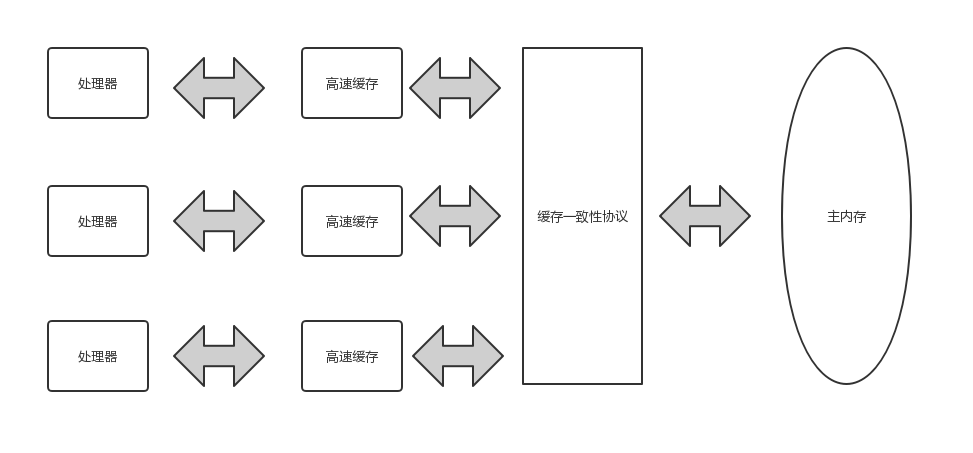 处理器
高速缓存
处理器
高速缓存
缓存一致性协议
主内存
处理器
高速缓存